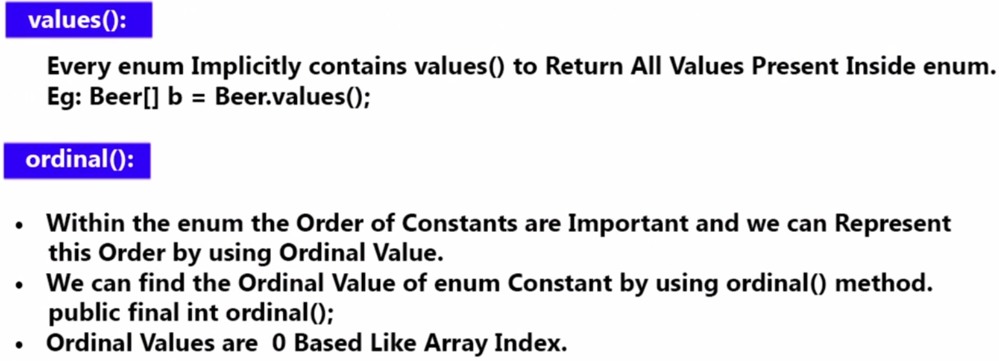 values():
Every enum Implicitly contains values() to Return All Values Present Inside enum.
Eg: Beer[] b = Beer.values();
ordinal():
• Within the enum the Order of Constants are Important and we can Represent
this Order by using Ordinal Value.
• We can find the Ordinal Value of enum Constant by using ordinal() method.
public final int ordinal();
• Ordinal Values are 0 Based Like Array Index.